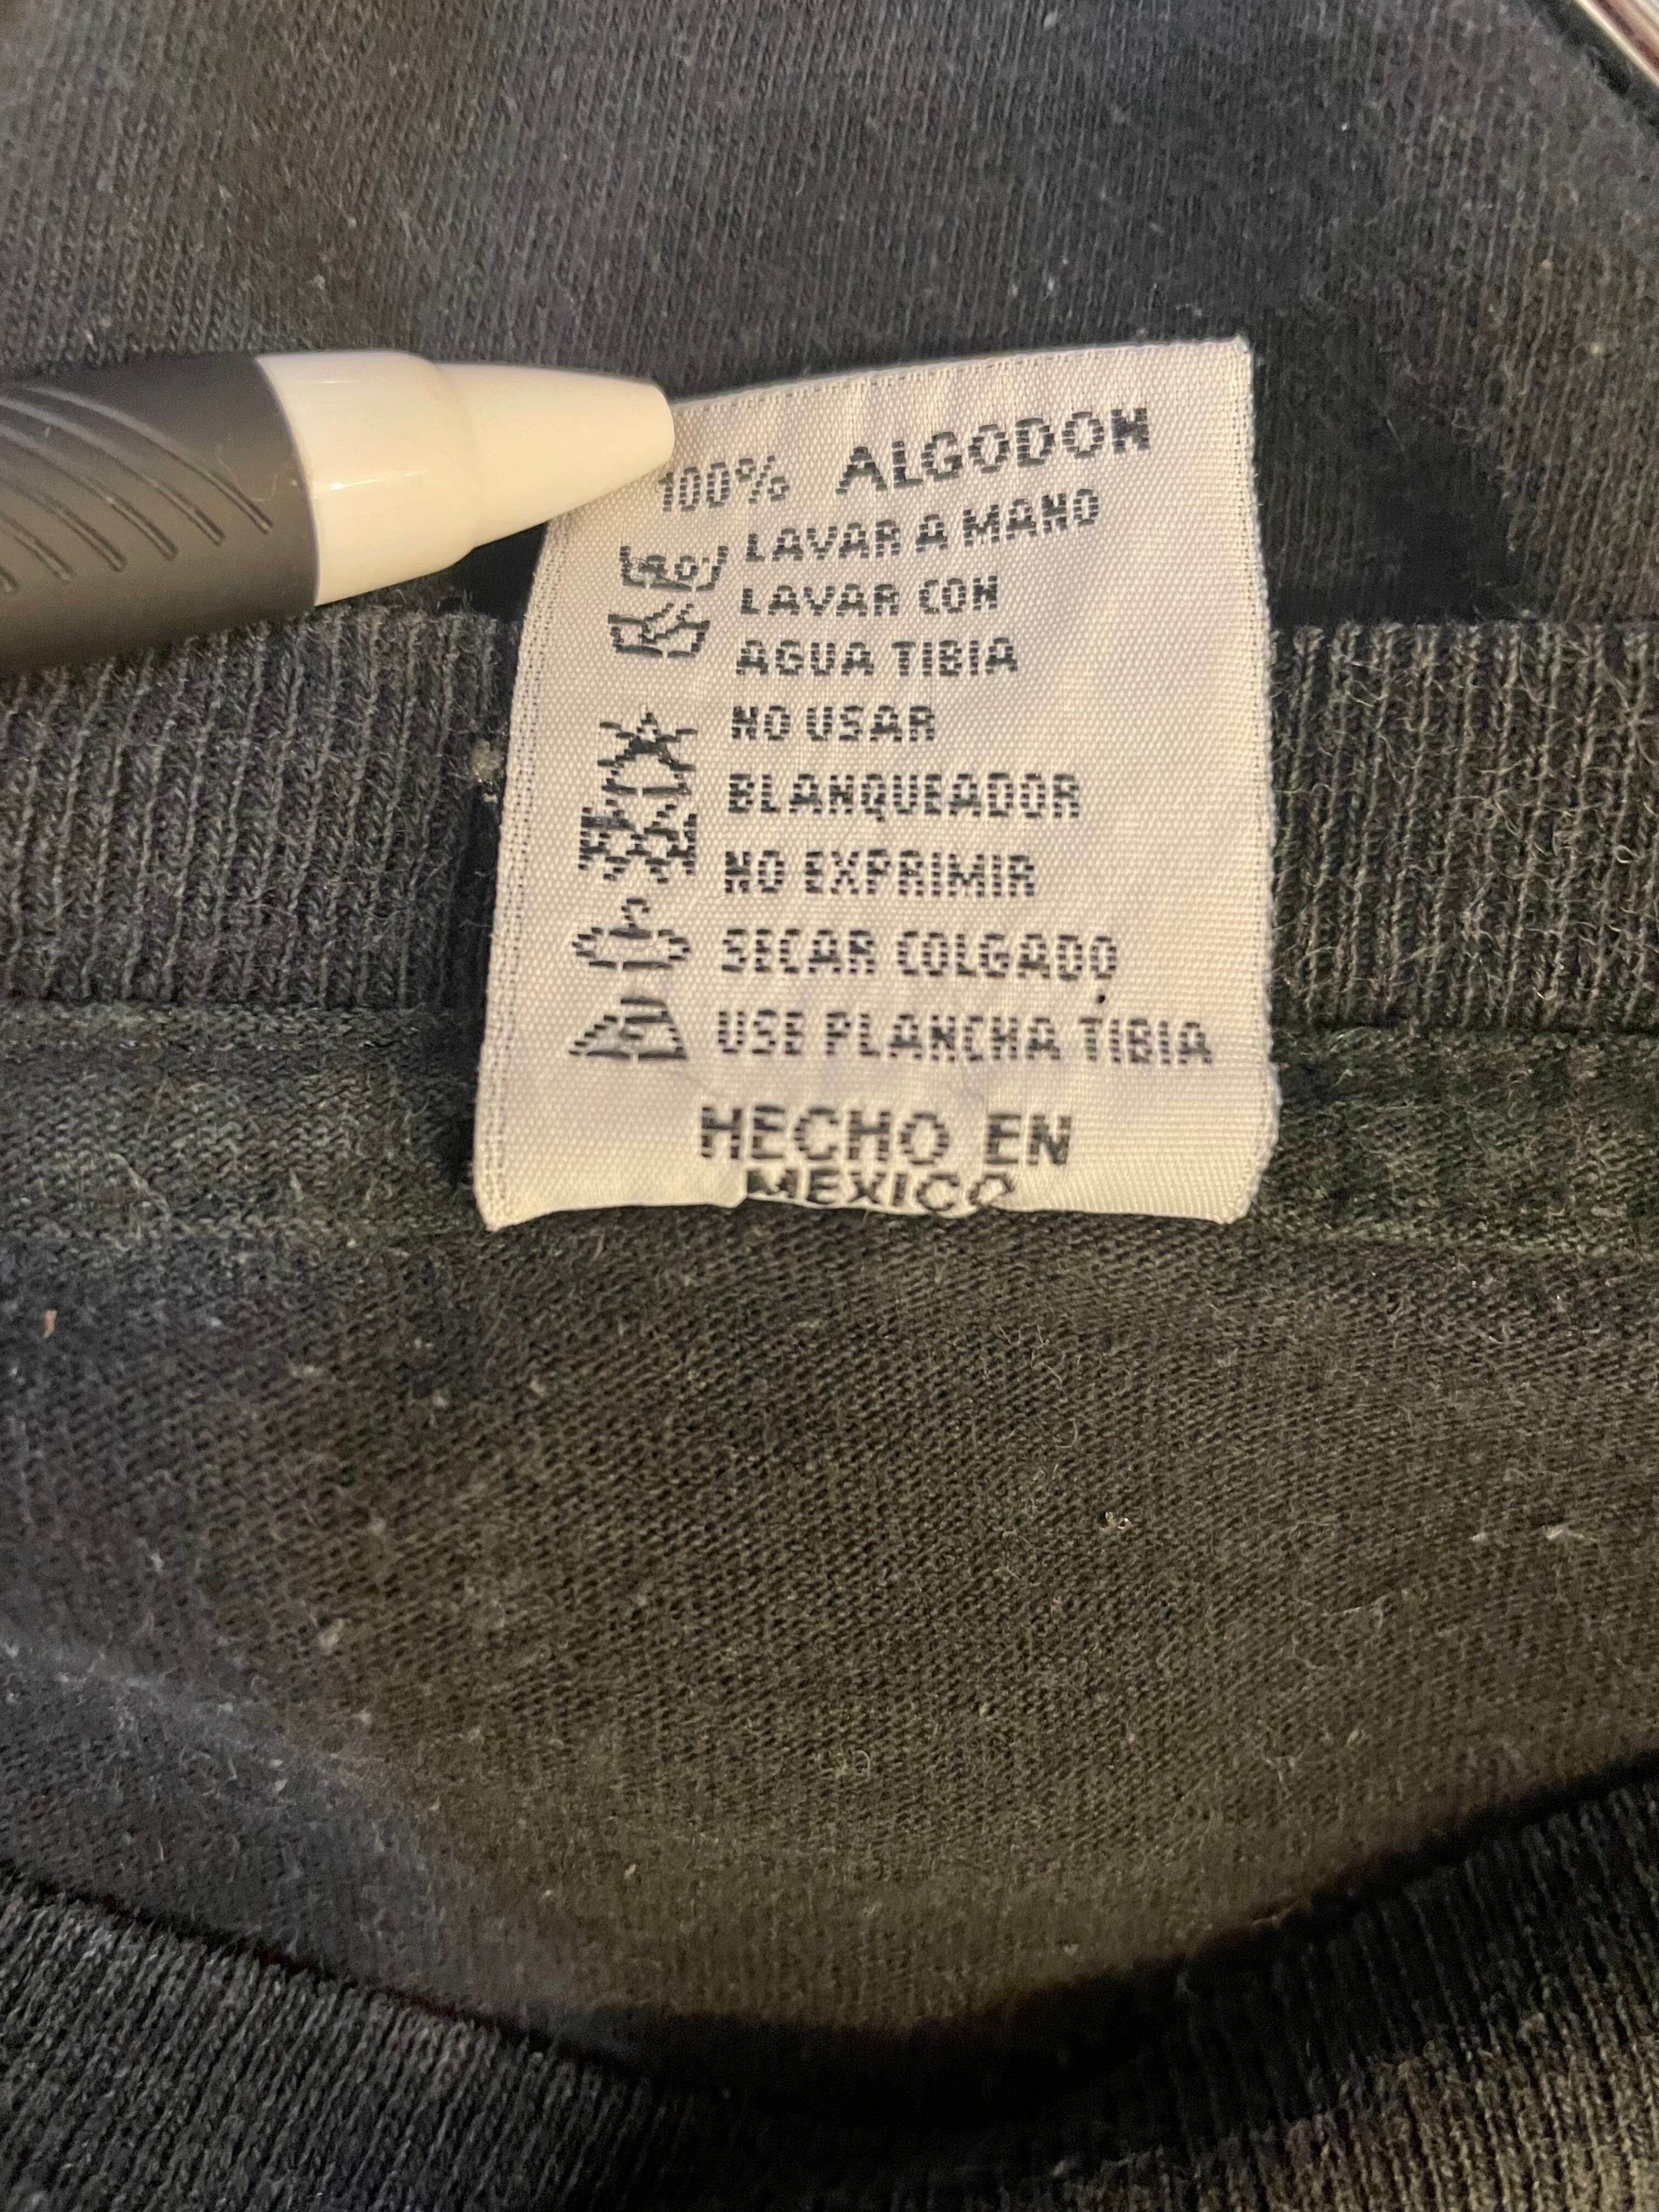 100% ALGODON
LAVAR A MANO
LAVAR CON
AGUA TIBIA
NO USAR
BLANQUEADOR
NO EXPRIMIR
SECAR COLGADO
USE PLANCHA TIBIA
HECHO EN
MEXICO